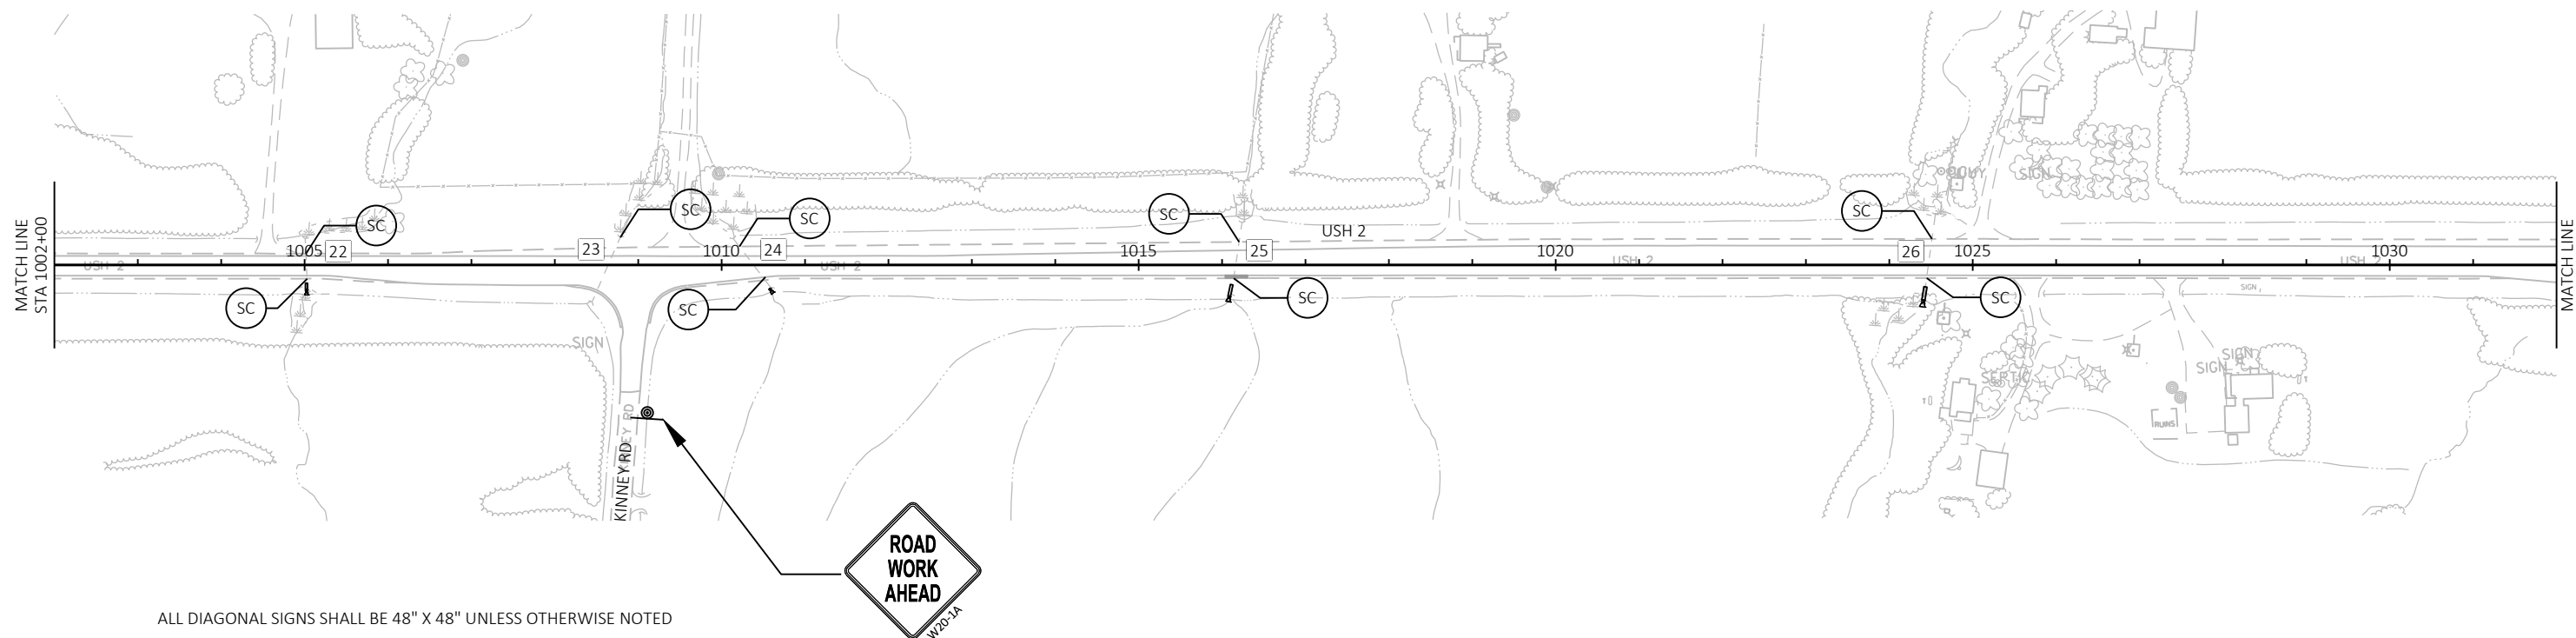 MATCH LINE
STA 1002+00
SC
SC
SC
SC
SC
1005
22
23
1010
24
1015
25
USH 2
1020
26
1025
1030
MATCH LINE
USH 2
USH 2
USH 2
USH 2
SC
SC
SC
SC
SIGN
SIGN
SIGN
SIGN
SIGN
SEPTIC
RUINS
KINNEY RD
ROAD
WORK
AHEAD
W20-1A
ALL DIAGONAL SIGNS SHALL BE 48" X 48" UNLESS OTHERWISE NOTED